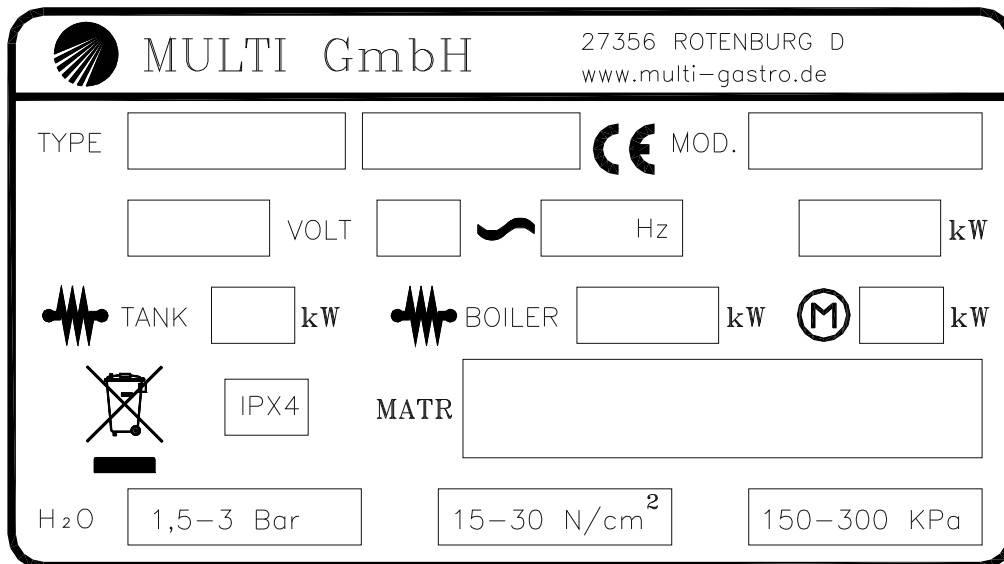 MULTI GmbH
27356 ROTENBURG D
www.multi-gastro.de
TYPE CE MOD.
VOLT ~ Hz kW
TANK kW BOILER kW M kW
IPX4 MATR
H₂O 1,5-3 Bar 15-30 N/cm² 150-300 KPa